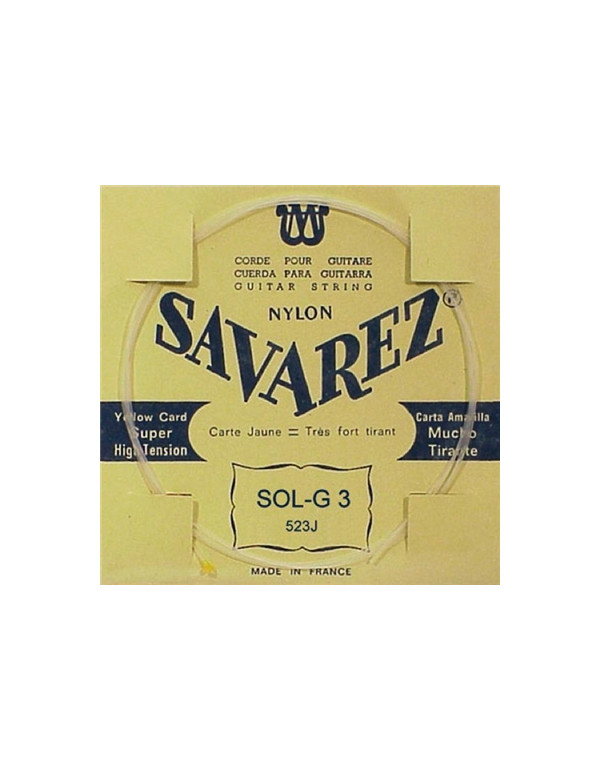 CORDE POUR GUITARE
CUERDA PARA GUITARRA
GUITAR STRING
NYLON
SAVAREZ®
Yellow Card
Super
High Tension
Carte Jaune = Très fort tirant
Carta Amarilla
Mucho
Tirante
SOL-G 3
523J
MADE IN FRANCE